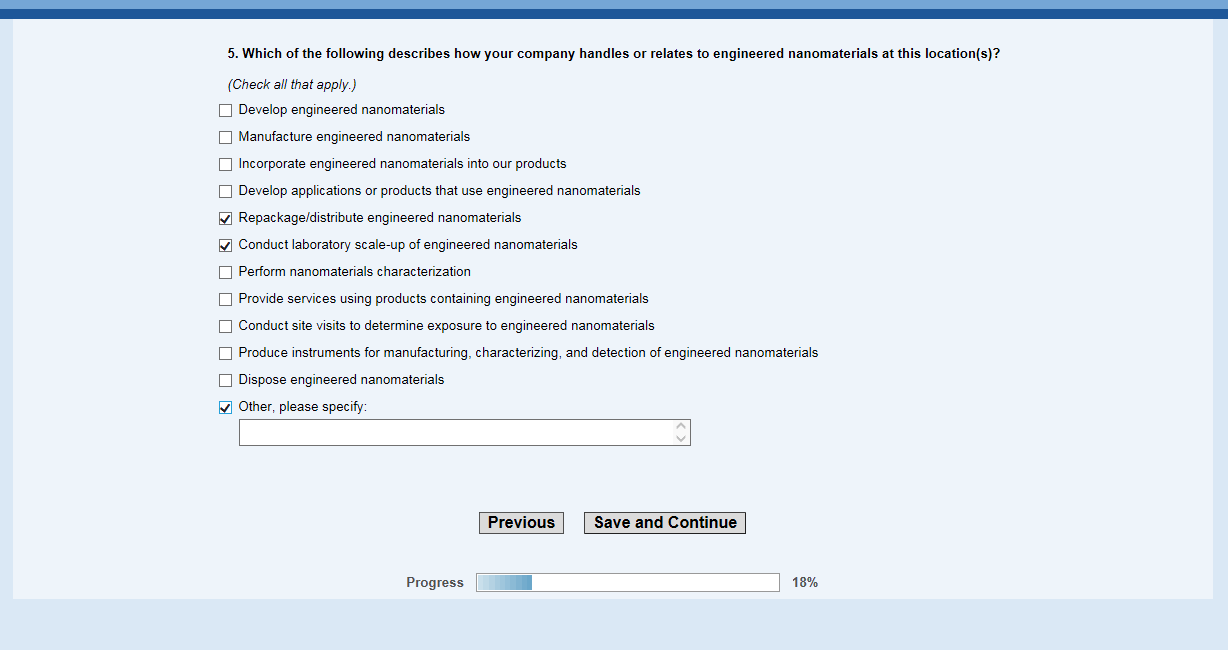 5. Which of the following describes how your company handles or relates to engineered nanomaterials at this location(s)?
(Check all that apply.)
Develop engineered nanomaterials
Manufacture engineered nanomaterials
Incorporate engineered nanomaterials into our products
Develop applications or products that use engineered nanomaterials
Repackage/distribute engineered nanomaterials
Conduct laboratory scale-up of engineered nanomaterials
Perform nanomaterials characterization
Provide services using products containing engineered nanomaterials
Conduct site visits to determine exposure to engineered nanomaterials
Produce instruments for manufacturing, characterizing, and detection of engineered nanomaterials
Dispose engineered nanomaterials
Other, please specify:
Previous Save and Continue
Progress 18%